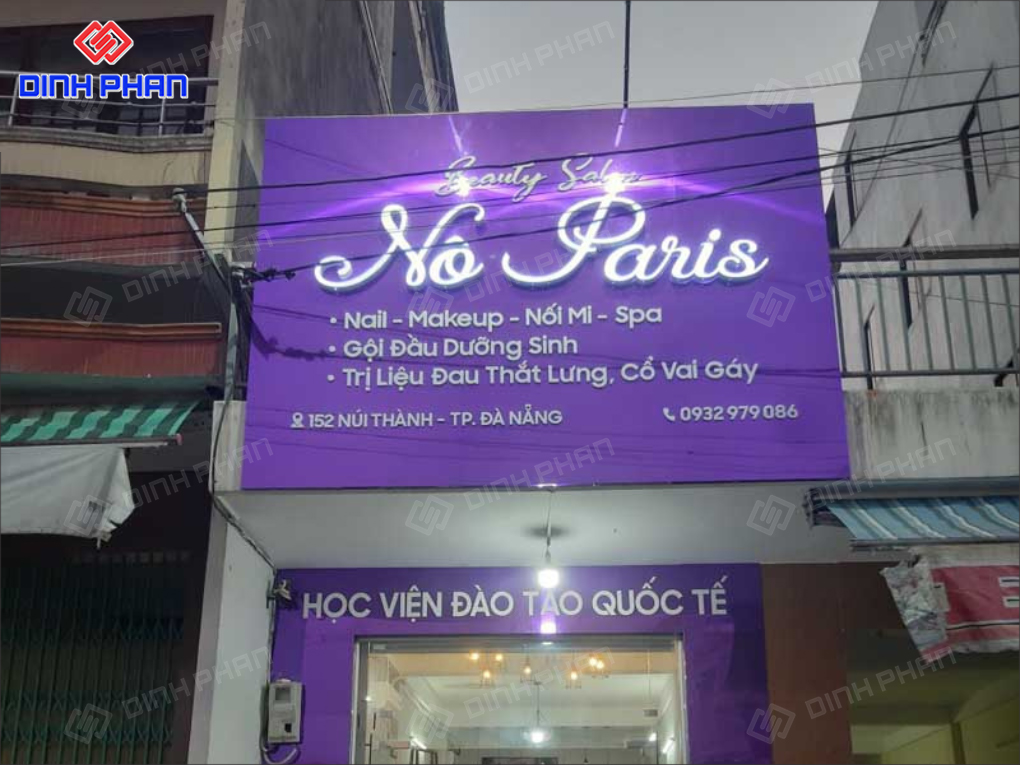 DINH PHAN
Beauty Salon
Nô Paris
• Nail - Makeup - Nối Mi - Spa
• Gội Đầu Dưỡng Sinh
• Trị Liệu Đau Thắt Lưng, Cổ Vai Gáy
152 NÚI THÀNH - TP. ĐÀ NẴNG
0932 979 086
HỌC VIỆN ĐÀO TẠO QUỐC TẾ